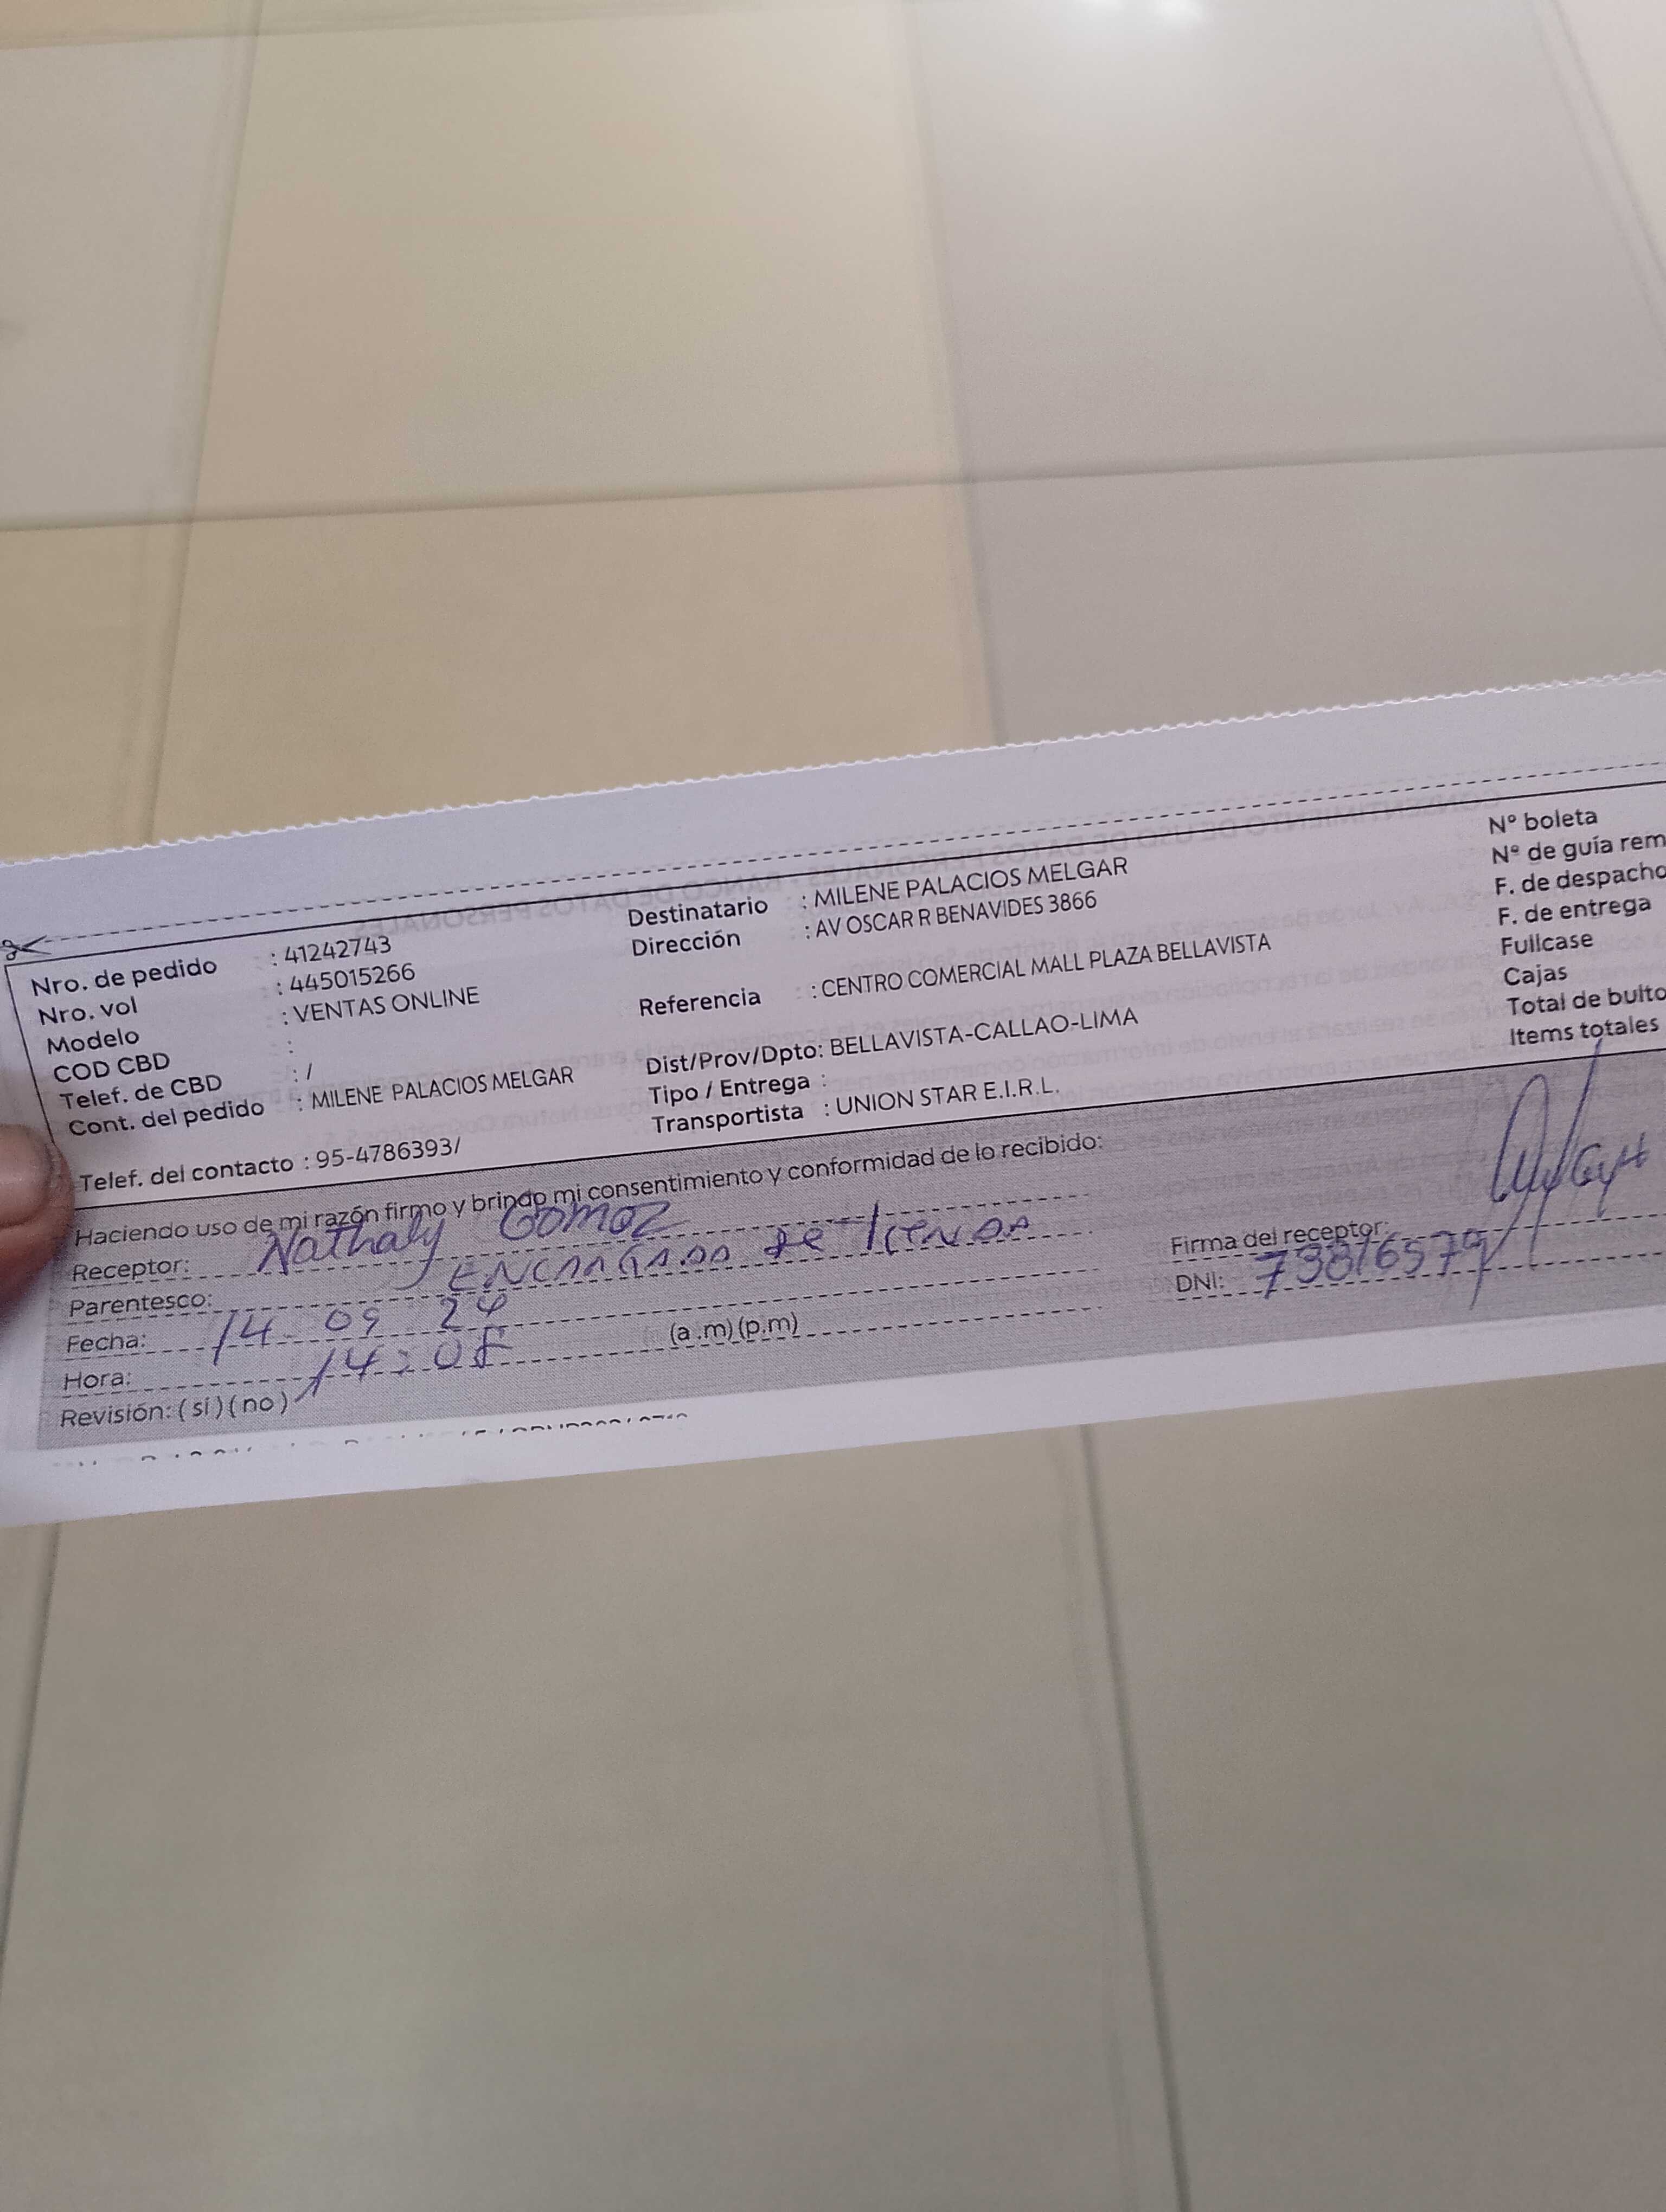 Nro. de pedido : 41242743
Nro. vol : 445015266
Modelo : VENTAS ONLINE
COD CBD :
Telef. de CBD : /
Cont. del pedido : MILENE PALACIOS MELGAR
Telef. del contacto : 95-4786393/
Destinatario : MILENE PALACIOS MELGAR
Dirección : AV OSCAR R BENAVIDES 3866
Referencia : CENTRO COMERCIAL MALL PLAZA BELLAVISTA
Dist/Prov/Dpto: BELLAVISTA-CALLAO-LIMA
Tipo / Entrega :
Transportista : UNION STAR E.I.R.L.
N° boleta
N° de guía rem
F. de despacho
F. de entrega
Fullcase
Cajas
Total de bulto
Items totales
Haciendo uso de mi razón firmo y brindo mi consentimiento y conformidad de lo recibido:
Receptor: Nathaly Gomez
Parentesco: ENCARGADO de tienda
Fecha: 14 09 24
Hora: 14:05 (a.m)(p.m)
Revisión: (si)(no)
Firma del receptor:
DNI: 73816579